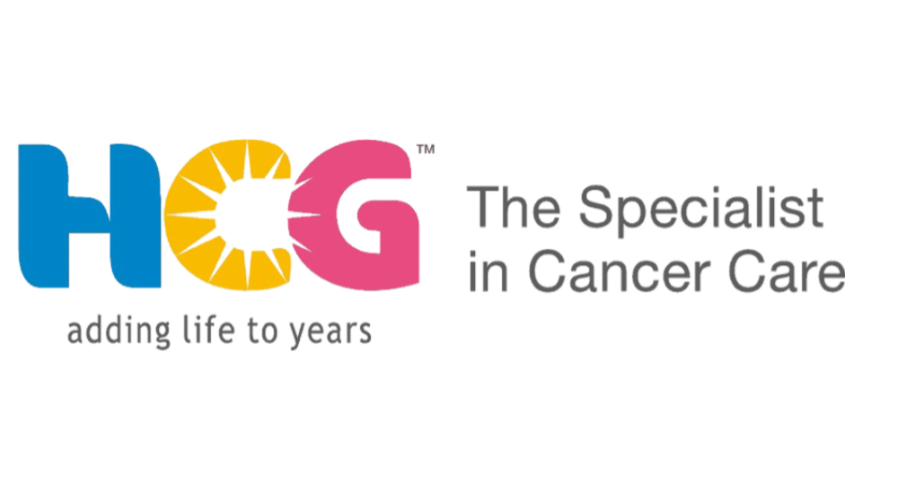 HCG™
adding life to years
The Specialist
in Cancer Care